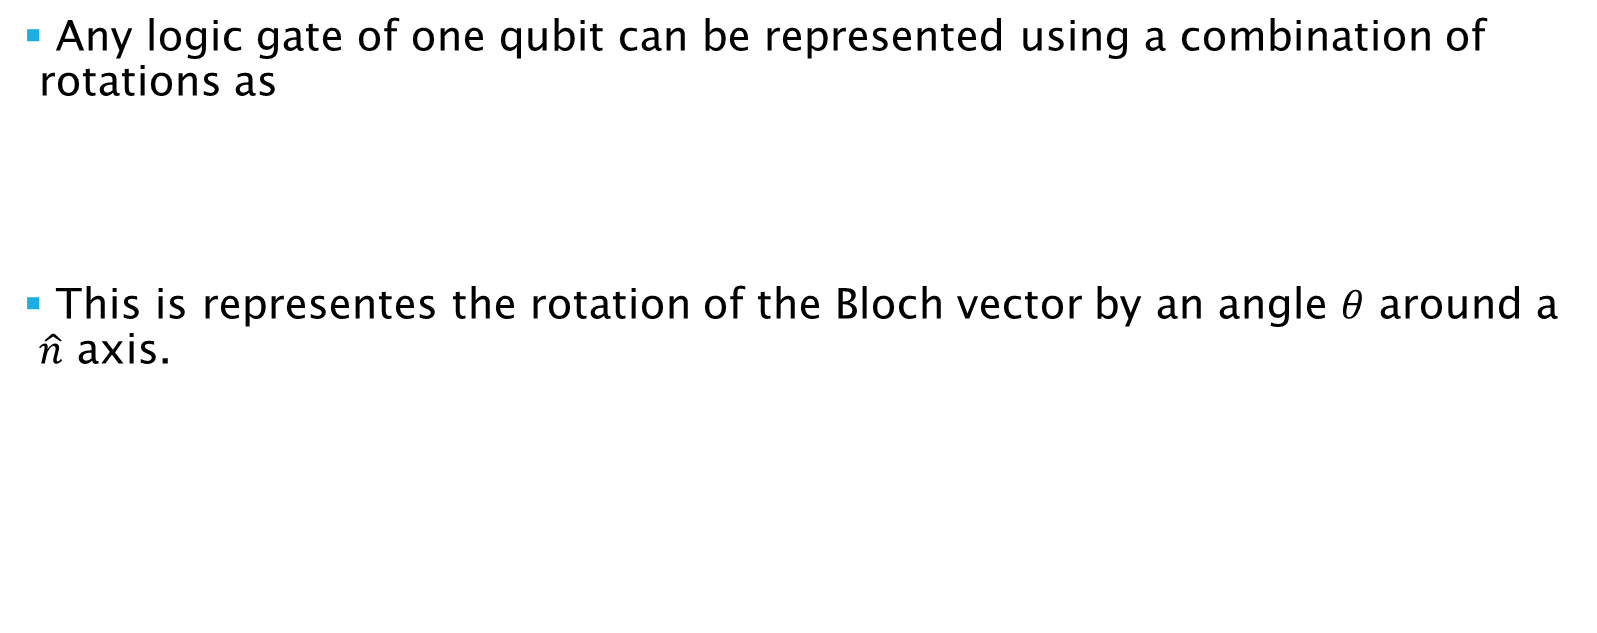 ▪ Any logic gate of one qubit can be represented using a combination of
rotations as
▪ This is representes the rotation of the Bloch vector by an angle θ around a
n̂ axis.